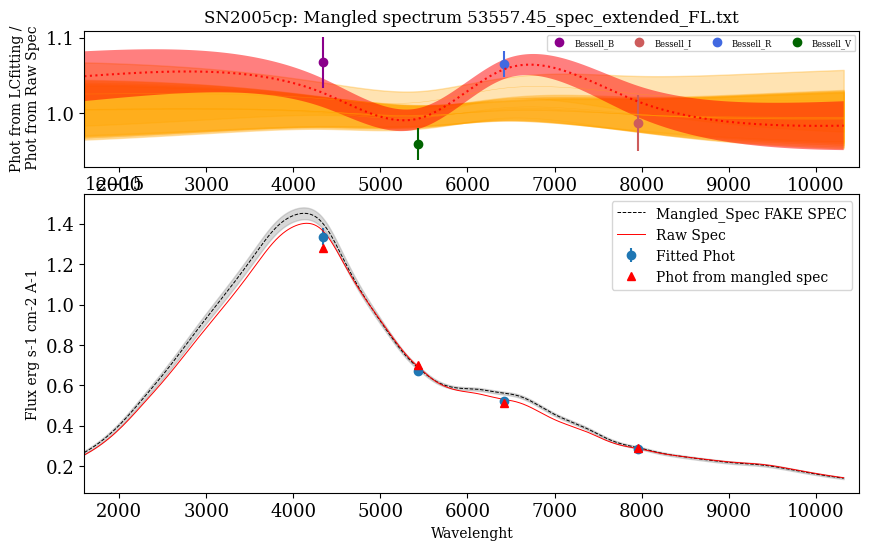 SN2005cp: Mangled spectrum 53557.45_spec_extended_FL.txt
Phot from LCfitting /
Phot from Raw Spec
1.1
1.0
Bessell_B Bessell_I Bessell_R Bessell_V
2000 3000 4000 5000 6000 7000 8000 9000 10000
1e−15
Flux erg s-1 cm-2 A-1
1.4
1.2
1.0
0.8
0.6
0.4
0.2
Mangled_Spec FAKE SPEC
Raw Spec
Fitted Phot
Phot from mangled spec
2000 3000 4000 5000 6000 7000 8000 9000 10000
Wavelenght